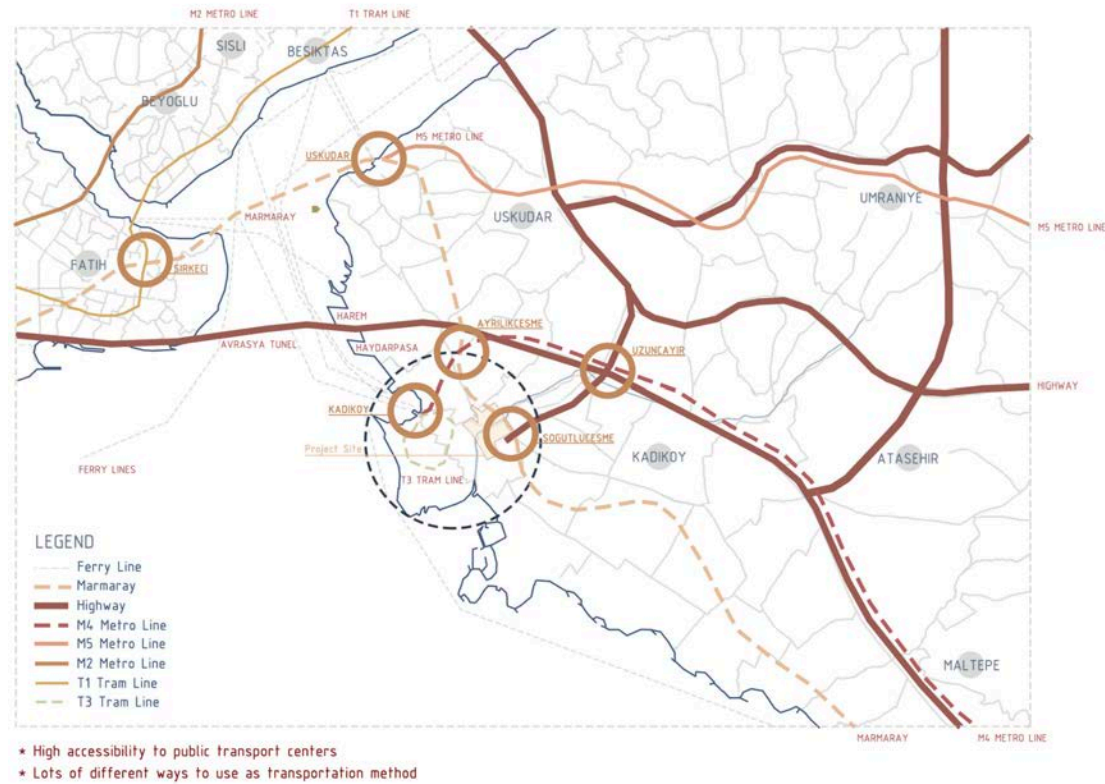 M2 METRO LINE
T1 TRAM LINE
SISLI
BESIKTAS
BEYOGLU
USKUDAR
M5 METRO LINE
MARMARAY
USKUDAR
UMRANIYE
M5 METRO LINE
FATIH
SIRKECI
HAREM
AYRILIKCESME
AVRASYA TUNEL
HAYDARPASA
UZUNCAYIR
HIGHWAY
KADIKOY
SOGUTLUCESME
Project Site
KADIKOY
ATASEHIR
FERRY LINES
T3 TRAM LINE
LEGEND
Ferry Line
Marmaray
Highway
M4 Metro Line
M5 Metro Line
M2 Metro Line
T1 Tram Line
T3 Tram Line
MALTEPE
MARMARAY
M4 METRO LINE
* High accessibility to public transport centers
* Lots of different ways to use as transportation method